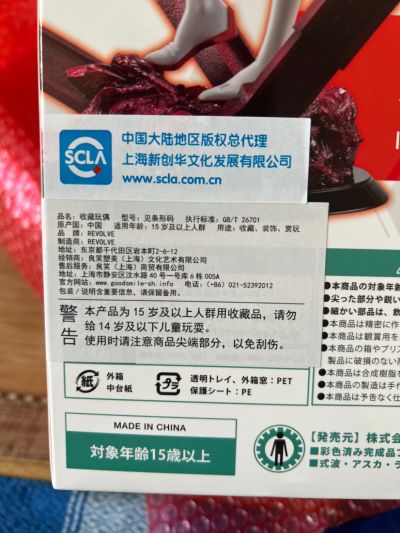 SCLA
中国大陆地区版权总代理
上海新创华文化发展有限公司
www.scla.com.cn
品名：收藏玩偶 型号：见条形码 执行标准：GB/T 26701
原产国：中国 适用年龄：15 岁及以上人群 用途：收藏、装饰、赏玩
品牌：REVOLVE
制造商：REVOLVE
地址：东京都千代田区岩本町2-6-12
经销商：良笑塑美（上海）文化艺术有限公司
售后服务：良笑（上海）商贸有限公司
地址：上海市静安区汶水路 40 号一号库 6 栋 005A
官方网站：www.goodsmile-sh.info 电话：(+86) 021-52392012
包装/说明含重要信息，请保留备用。
警告
本产品为 15 岁及以上人群用收藏品，请勿
给 14 岁及以下儿童玩耍。
使用时请注意商品尖端部分，以免刮伤。
●本商品の対象年
●尖った部分や鋭い
●細かい部品は、飲
●本商品は精密に作
●本商品は観賞用を
●本商品の箱やブリス
製品に破損のない
●本商品は合成樹脂
●本商品の製造は手作
●本商品は予告なく仕
紙
外箱
中台紙
プラ
透明トレイ、外箱窓：PET
保護シート：PE
MADE IN CHINA
対象年齢15歳以上
【発売元】株式会
■彩色済み完成品フ
■式波・アスカ・ラ